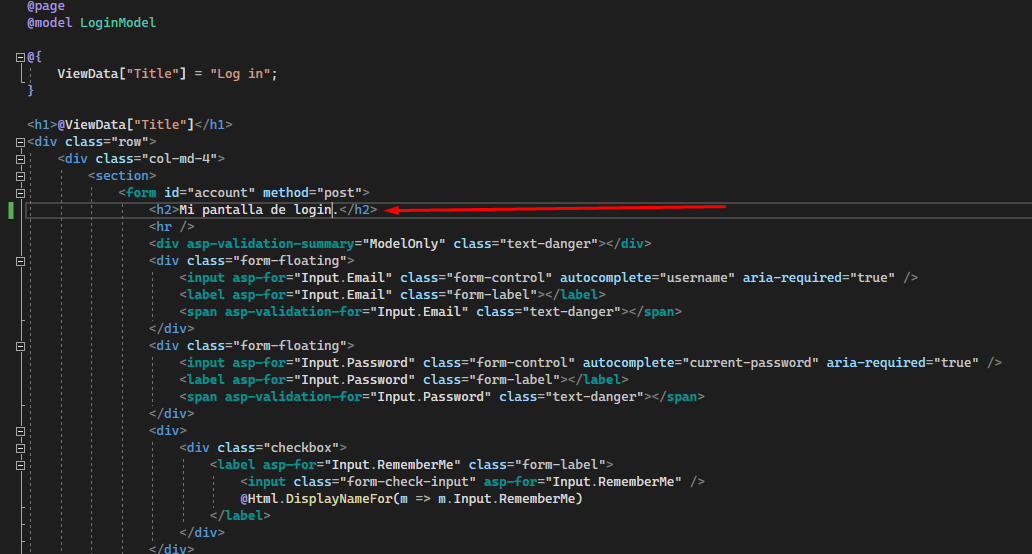 @page
@model LoginModel
@{
ViewData["Title"] = "Log in";
}
<h1>@ViewData["Title"]</h1>
<div class="row">
<div class="col-md-4">
<section>
<form id="account" method="post">
<h2>Mi pantalla de login.</h2>
<hr />
<div asp-validation-summary="ModelOnly" class="text-danger"></div>
<div class="form-floating">
<input asp-for="Input.Email" class="form-control" autocomplete="username" aria-required="true" />
<label asp-for="Input.Email" class="form-label"></label>
<span asp-validation-for="Input.Email" class="text-danger"></span>
</div>
<div class="form-floating">
<input asp-for="Input.Password" class="form-control" autocomplete="current-password" aria-required="true" />
<label asp-for="Input.Password" class="form-label"></label>
<span asp-validation-for="Input.Password" class="text-danger"></span>
</div>
<div>
<div class="checkbox">
<label asp-for="Input.RememberMe" class="form-label">
<input class="form-check-input" asp-for="Input.RememberMe" />
@Html.DisplayNameFor(m => m.Input.RememberMe)
</label>
</div>
</div>